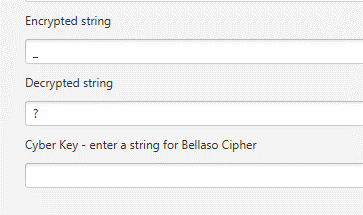 Encrypted string
_
Decrypted string
?
Cyber Key - enter a string for Bellaso Cipher